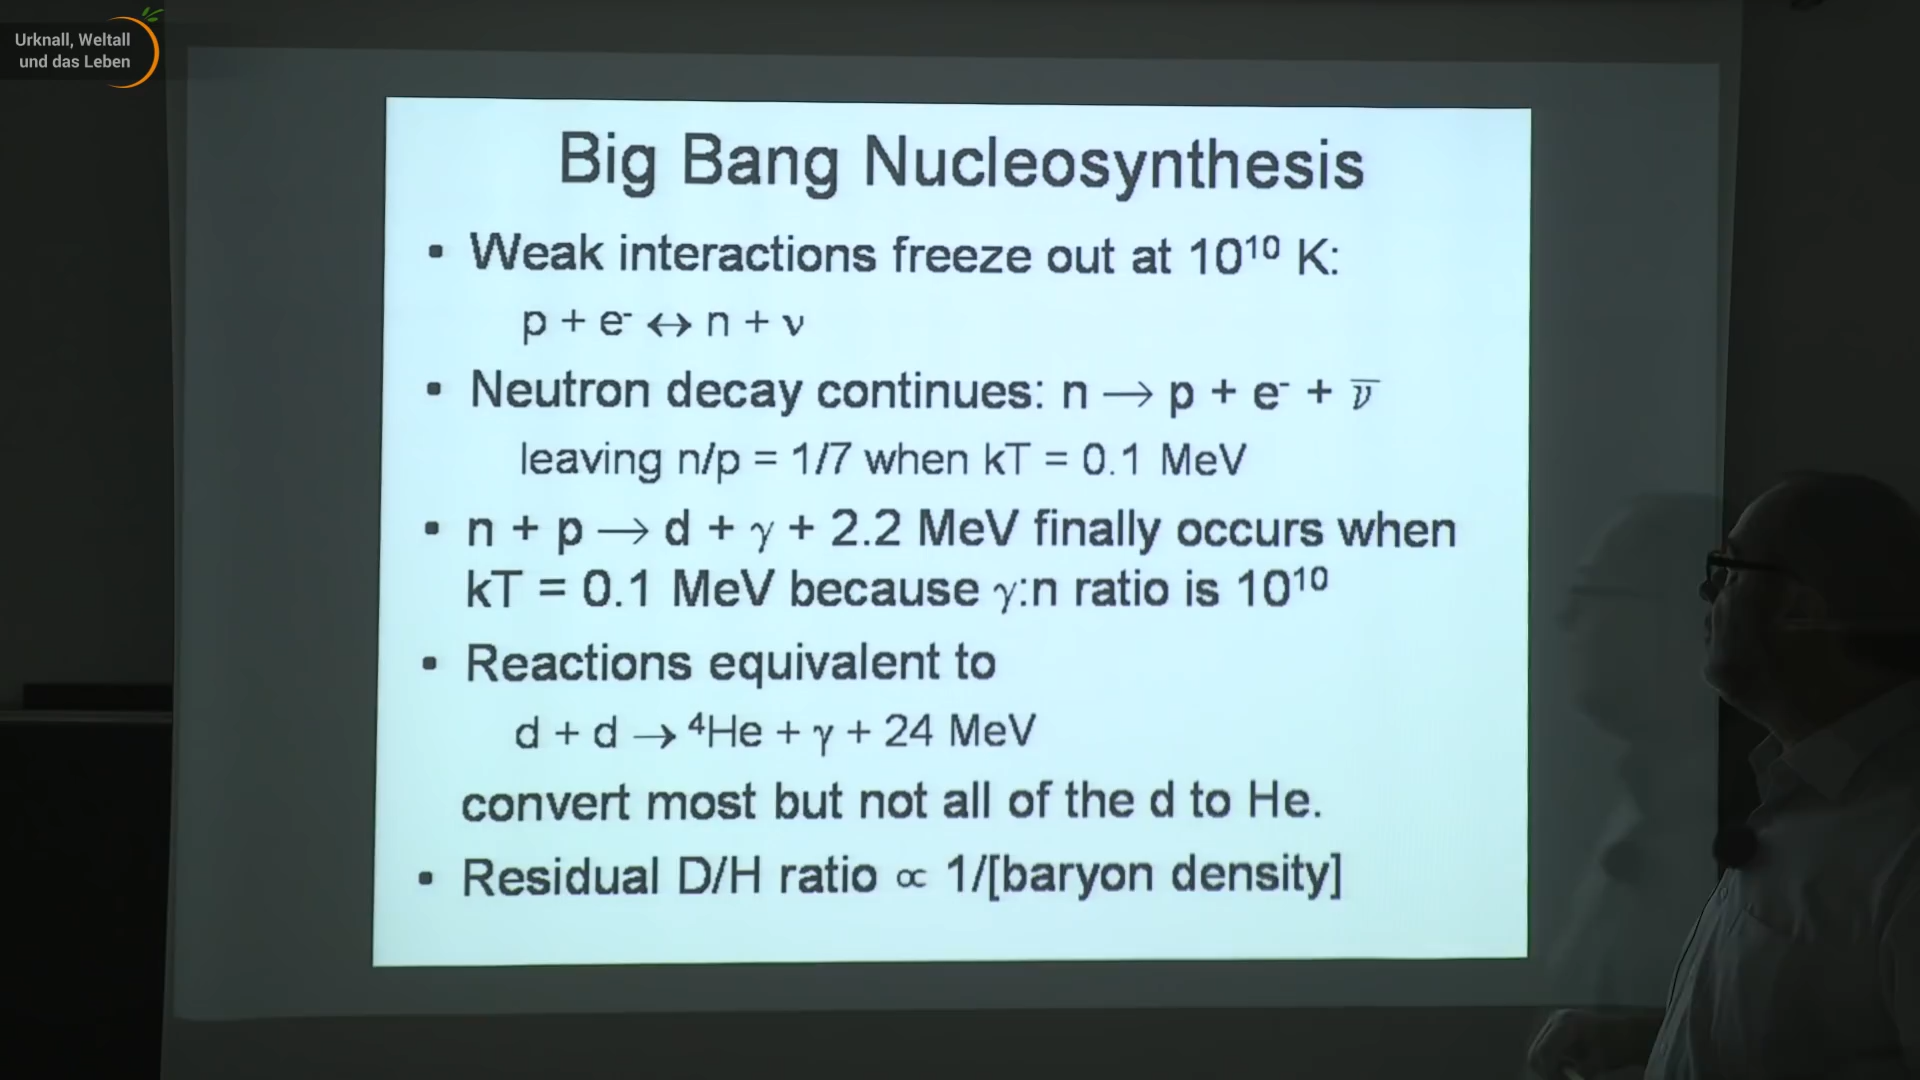 Urknall, Weltall
und das Leben
Big Bang Nucleosynthesis
▪ Weak interactions freeze out at 10¹⁰ K:
p + e⁻ ↔ n + ν
▪ Neutron decay continues: n → p + e⁻ + ν̅
leaving n/p = 1/7 when kT = 0.1 MeV
▪ n + p → d + γ + 2.2 MeV finally occurs when
kT = 0.1 MeV because γ:n ratio is 10¹⁰
▪ Reactions equivalent to
d + d → ⁴He + γ + 24 MeV
convert most but not all of the d to He.
▪ Residual D/H ratio ∝ 1/[baryon density]